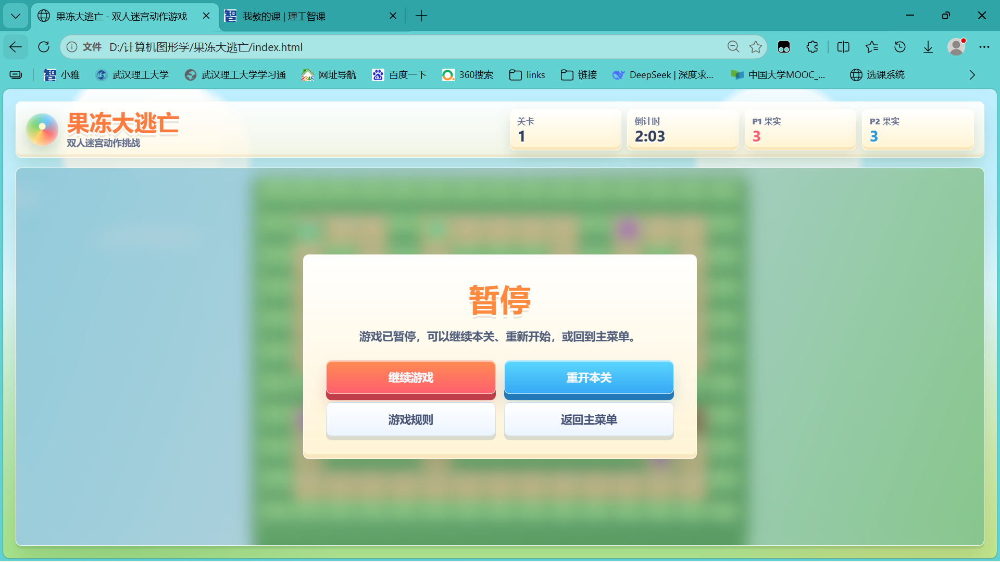 果冻大逃亡 - 双人迷宫动作游戏
智 我教的课 | 理工智课
文件 D:/计算机图形学/果冻大逃亡/index.html
智 小雅 武汉理工大学 武汉理工大学学习通 2345 网址导航 du 百度一下 360搜索 links 链接 DeepSeek | 深度求... 中国大学MOOC_... 选课系统
果冻大逃亡
双人迷宫动作挑战
关卡
1
倒计时
2:03
P1 果实
3
P2 果实
3
暂停
游戏已暂停，可以继续本关、重新开始，或回到主菜单。
继续游戏
重开本关
游戏规则
返回主菜单